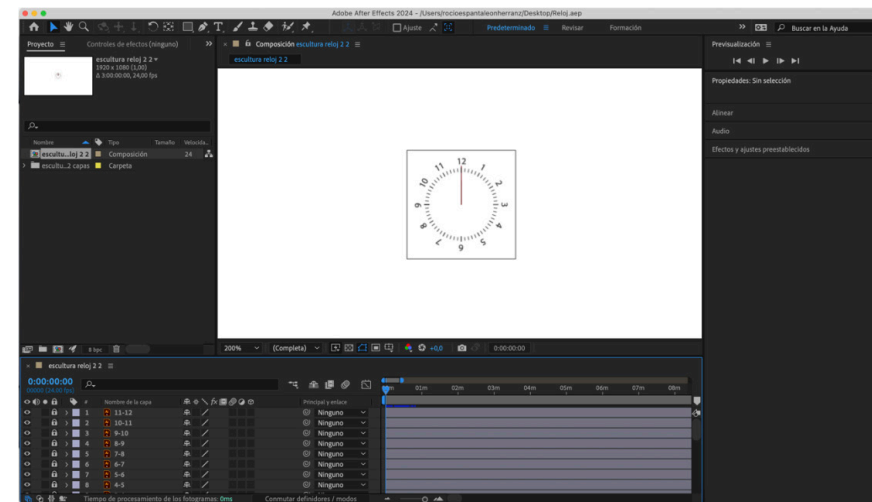 Adobe After Effects 2024 - /Users/rocioespantaleonherranz/Desktop/Reloj.aep
Ajuste Predeterminado Revisar Formación Buscar en la Ayuda
Proyecto Controles de efectos (ninguno)
escultura reloj 2 2
1920 x 1080 (1,00)
Δ 3:00:00:00, 24,00 fps
Nombre Tipo Tamaño Velocida..
escultu...loj 2 2 Composición 24
escultu...2 capas Carpeta
8 bpc
Composición escultura reloj 2 2
escultura reloj 2 2
12
1
2
3
4
5
6
7
8
9
10
11
200% (Completa) +0,0 0:00:00:00
Previsualización
Propiedades: Sin selección
Alinear
Audio
Efectos y ajustes preestablecidos
escultura reloj 2 2
0:00:00:00
00000 (24.00 fps)
01m 02m 03m 04m 05m 06m 07m 08m
# Nombre de la capa Principal y enlace
1 11-12 Ninguno
2 10-11 Ninguno
3 9-10 Ninguno
4 8-9 Ninguno
5 7-8 Ninguno
6 6-7 Ninguno
7 5-6 Ninguno
8 4-5 Ninguno
Tiempo de procesamiento de los fotogramas: 0ms Conmutar definidores / modos